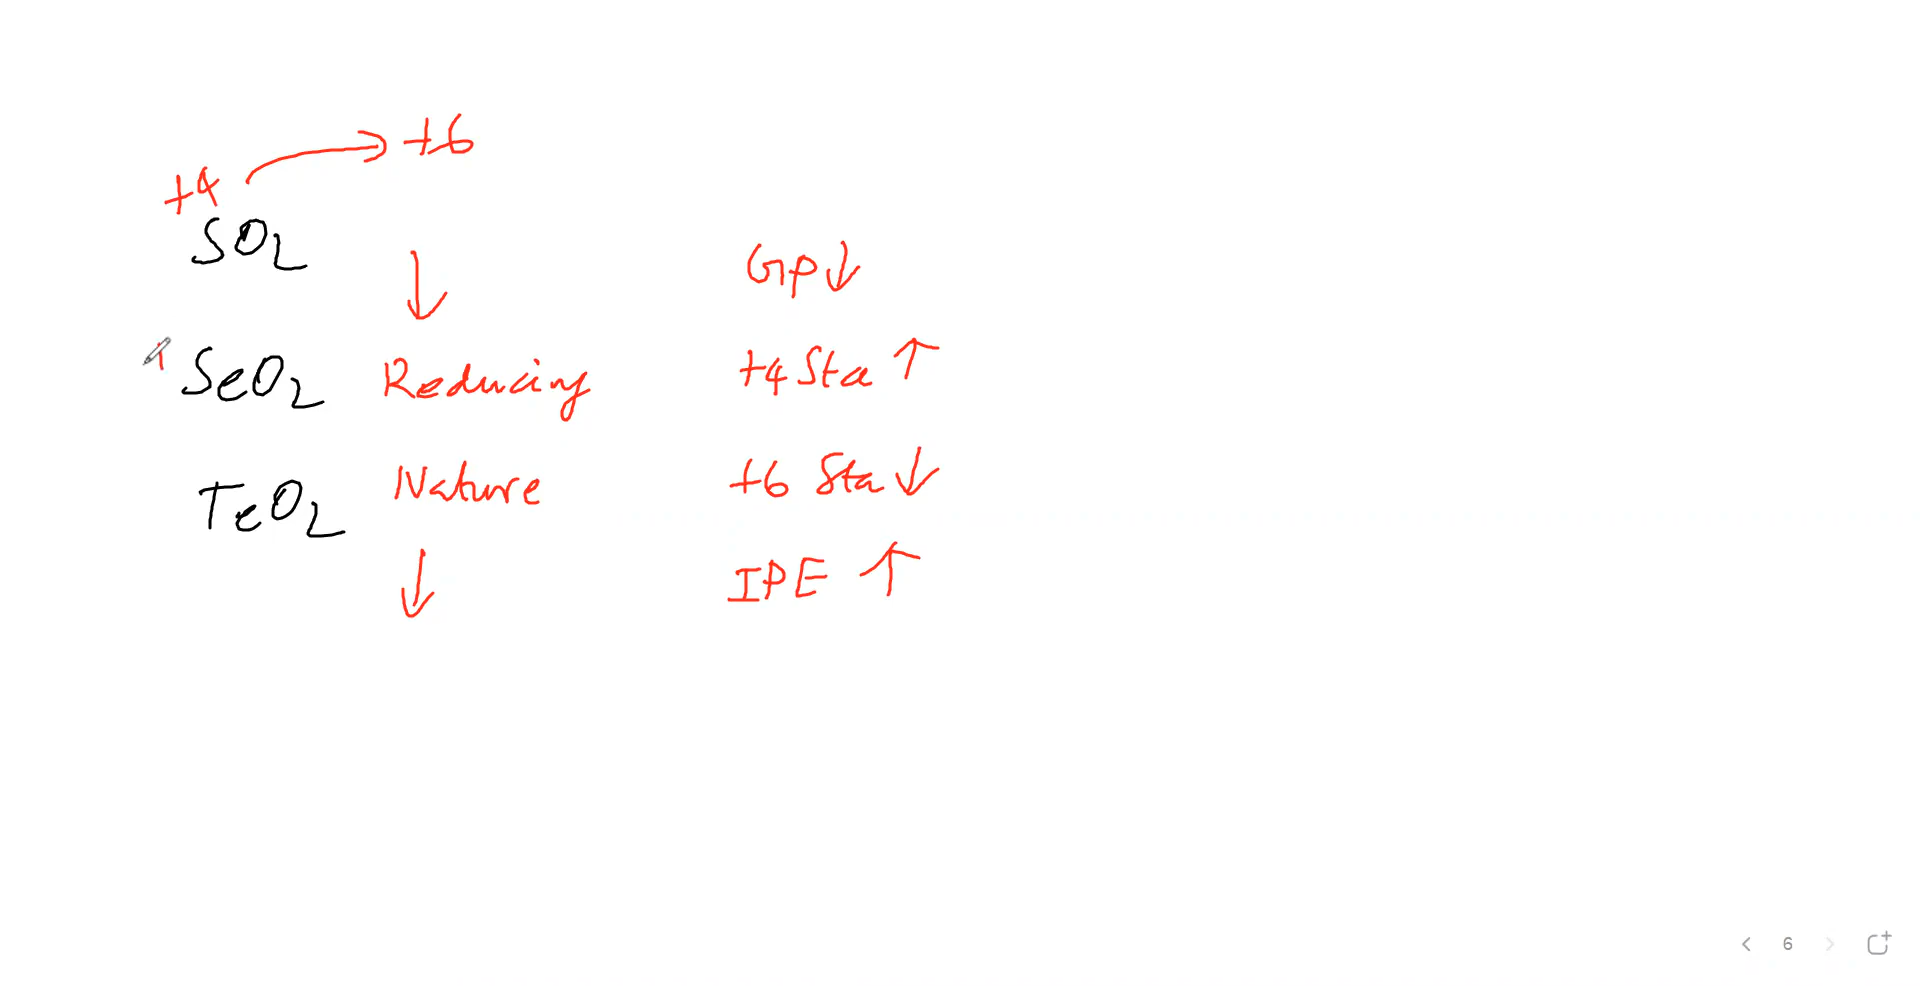 +4 → +6
SO2
↓
GP↓
SeO2 Reducing
+4 Sta ↑
TeO2 Nature
+6 Sta ↓
↓
IPE ↑
6